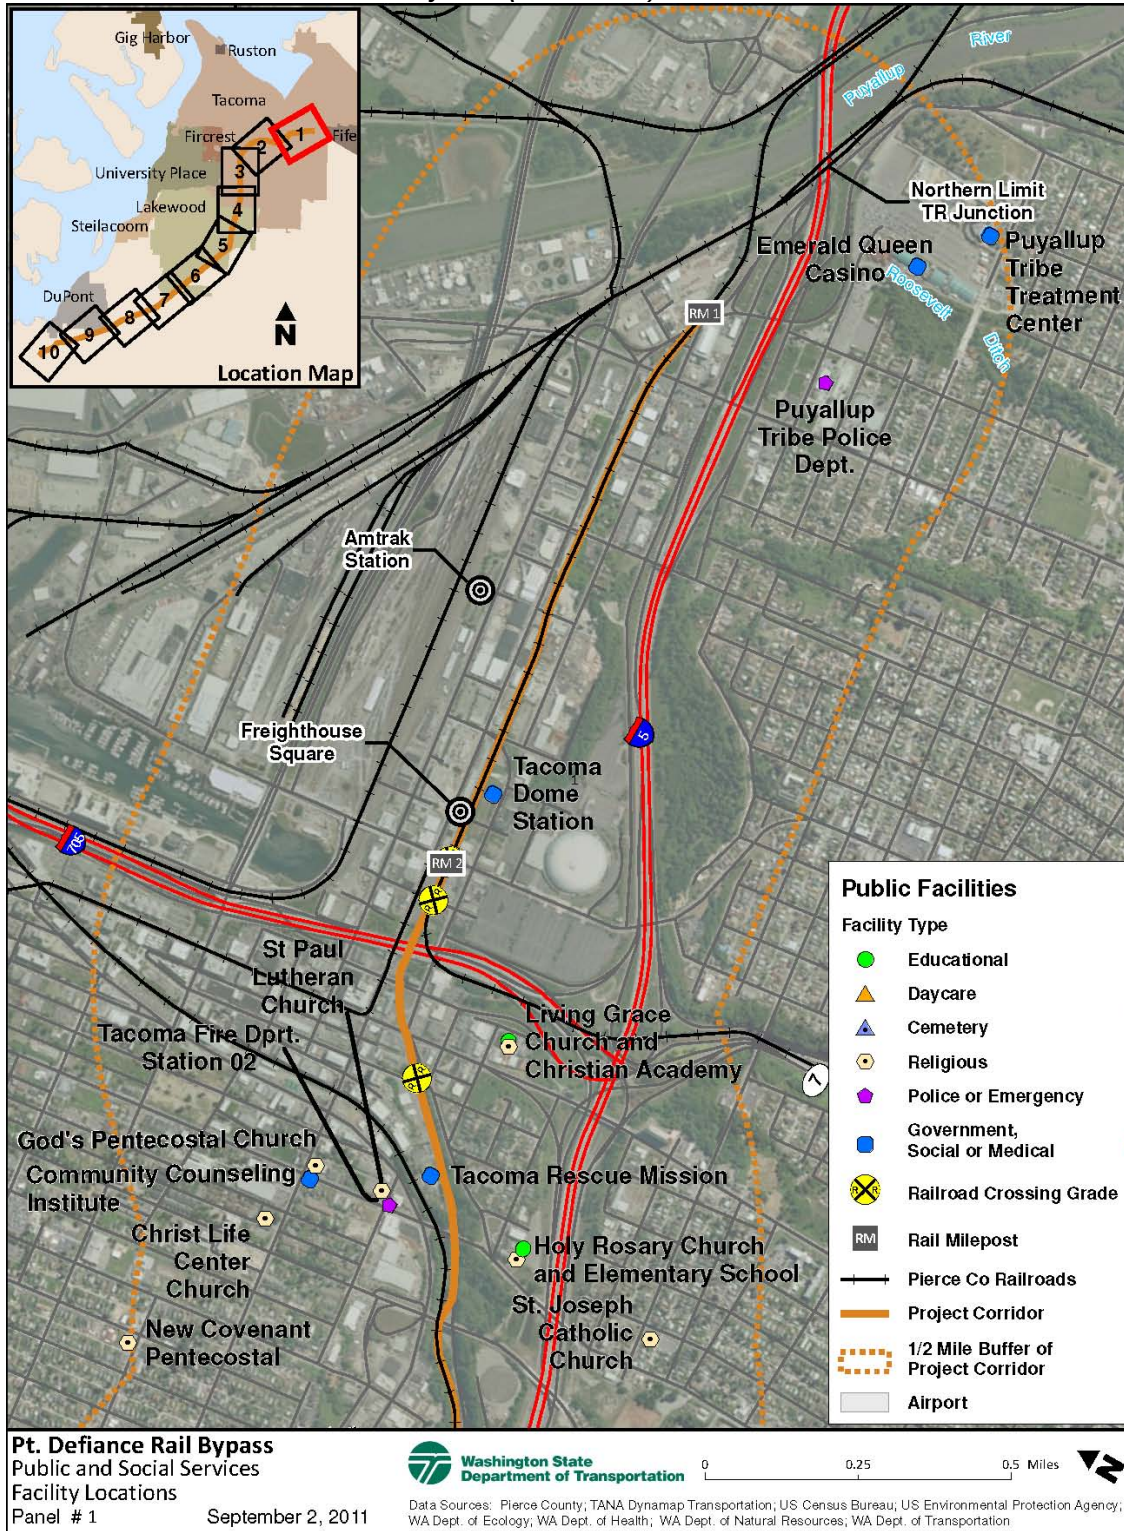 Gig Harbor
Ruston
Tacoma
Fircrest
Fife
University Place
Lakewood
Steilacoom
DuPont
1
2
3
4
5
6
7
8
9
10
N
Location Map
River
Puyallup
Northern Limit
TR Junction
Emerald Queen
Casino
Puyallup
Tribe
Treatment
Center
Roosevelt
Ditch
RM 1
Puyallup
Tribe Police
Dept.
Amtrak
Station
Freighthouse
Square
5
Tacoma
Dome
Station
1
705
RM 2
St Paul
Lutheran
Church
Tacoma Fire Dprt.
Station 02
Living Grace
Church and
Christian Academy
7
God's Pentecostal Church
Community Counseling
Institute
Tacoma Rescue Mission
Christ Life
Center
Church
Holy Rosary Church
and Elementary School
St. Joseph
Catholic
Church
New Covenant
Pentecostal
Public Facilities
Facility Type
Educational
Daycare
Cemetery
Religious
Police or Emergency
Government,
Social or Medical
R R Railroad Crossing Grade
RM Rail Milepost
Pierce Co Railroads
Project Corridor
1/2 Mile Buffer of
Project Corridor
Airport
Pt. Defiance Rail Bypass
Public and Social Services
Facility Locations
Panel # 1 September 2, 2011
Washington State
Department of Transportation
0 0.25 0.5 Miles
N
Data Sources: Pierce County; TANA Dynamap Transportation; US Census Bureau; US Environmental Protection Agency;
WA Dept. of Ecology; WA Dept. of Health; WA Dept. of Natural Resources; WA Dept. of Transportation